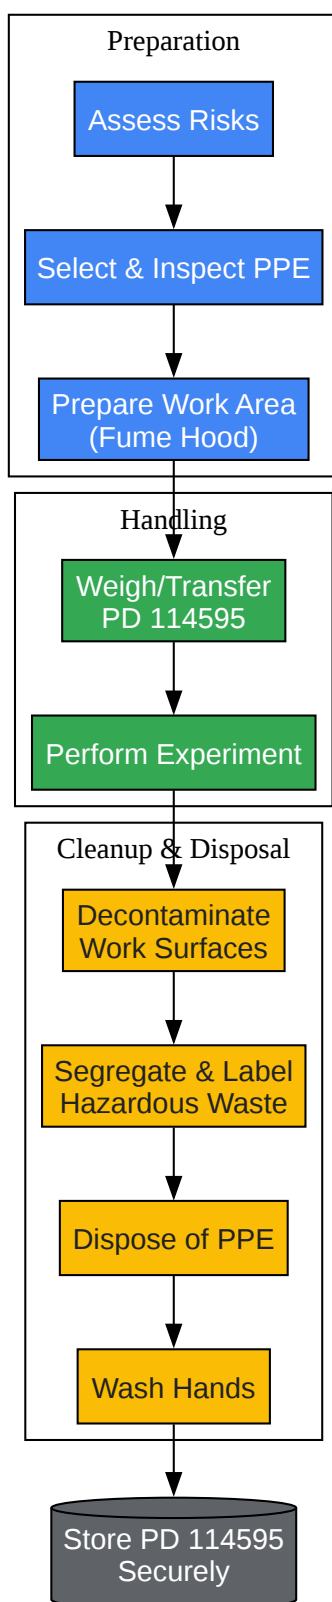 Preparation
Assess Risks
Select & Inspect PPE
Prepare Work Area
(Fume Hood)
Handling
Weigh/Transfer
PD 114595
Perform Experiment
Cleanup & Disposal
Decontaminate
Work Surfaces
Segregate & Label
Hazardous Waste
Dispose of PPE
Wash Hands
Store PD 114595
Securely